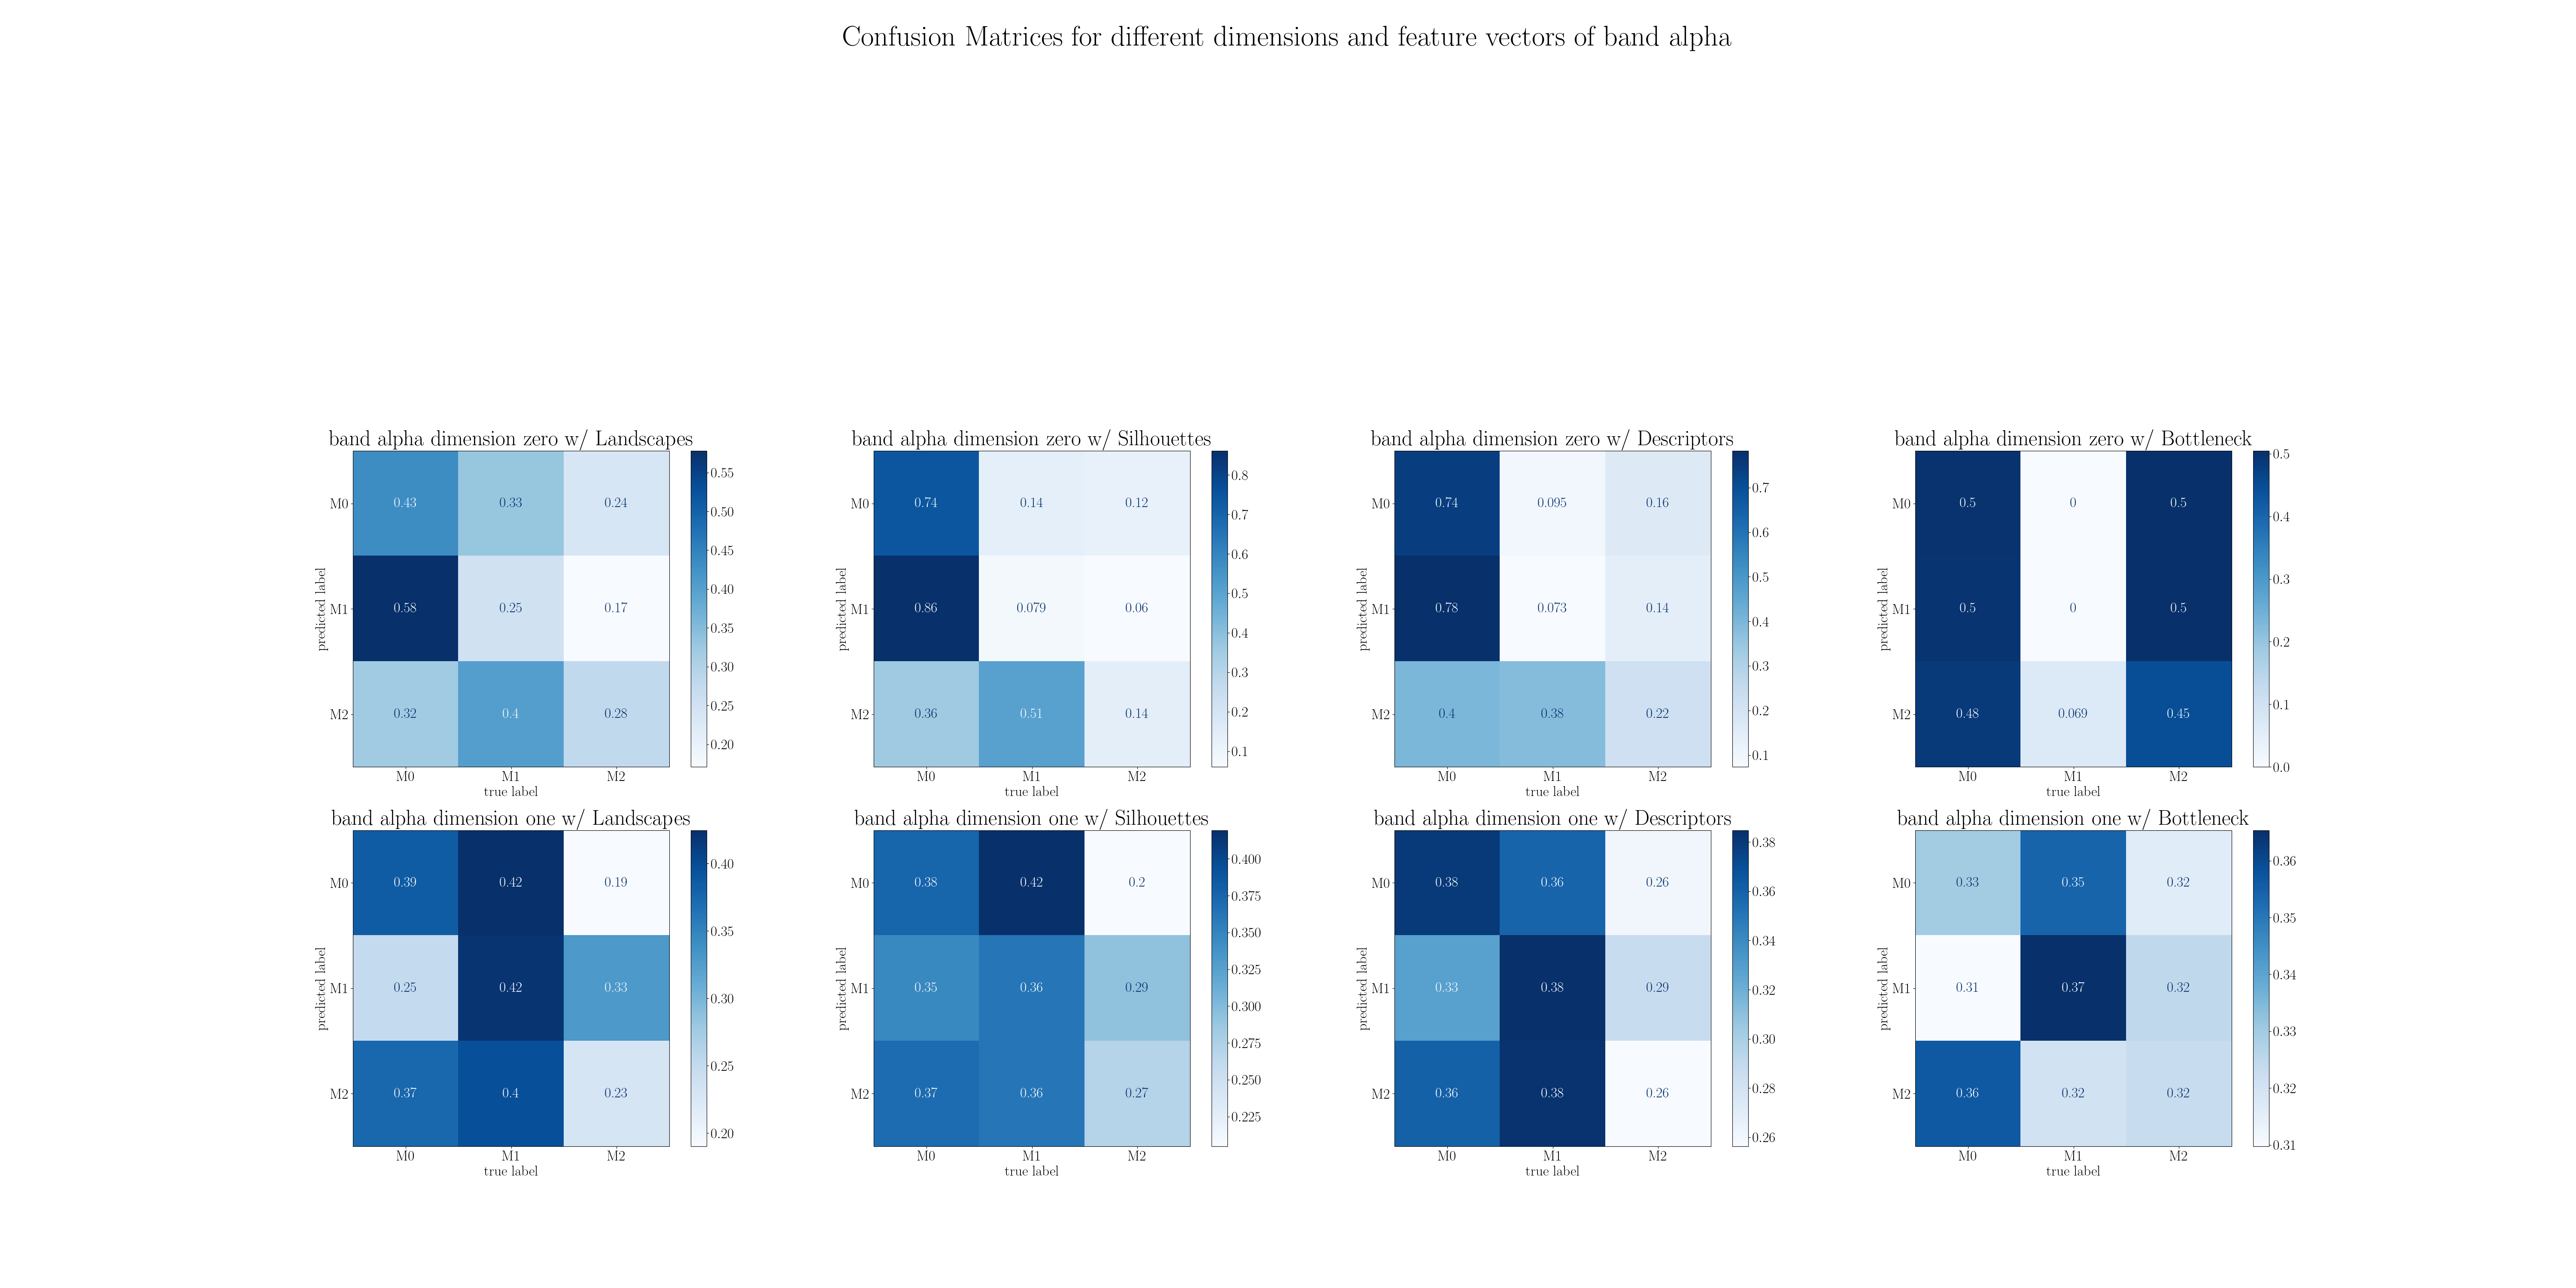 Confusion Matrices for different dimensions and feature vectors of band alpha
band alpha dimension zero w/ Landscapes
predicted label
M0 0.43 0.33 0.24
M1 0.58 0.25 0.17
M2 0.32 0.4 0.28
M0 M1 M2
true label
0.55
0.50
0.45
0.40
0.35
0.30
0.25
0.20
band alpha dimension zero w/ Silhouettes
predicted label
M0 0.74 0.14 0.12
M1 0.86 0.079 0.06
M2 0.36 0.51 0.14
M0 M1 M2
true label
0.8
0.7
0.6
0.5
0.4
0.3
0.2
0.1
band alpha dimension zero w/ Descriptors
predicted label
M0 0.74 0.095 0.16
M1 0.78 0.073 0.14
M2 0.4 0.38 0.22
M0 M1 M2
true label
0.7
0.6
0.5
0.4
0.3
0.2
0.1
band alpha dimension zero w/ Bottleneck
predicted label
M0 0.5 0 0.5
M1 0.5 0 0.5
M2 0.48 0.069 0.45
M0 M1 M2
true label
0.5
0.4
0.3
0.2
0.1
0.0
band alpha dimension one w/ Landscapes
predicted label
M0 0.39 0.42 0.19
M1 0.25 0.42 0.33
M2 0.37 0.4 0.23
M0 M1 M2
true label
0.40
0.35
0.30
0.25
0.20
band alpha dimension one w/ Silhouettes
predicted label
M0 0.38 0.42 0.2
M1 0.35 0.36 0.29
M2 0.37 0.36 0.27
M0 M1 M2
true label
0.400
0.375
0.350
0.325
0.300
0.275
0.250
0.225
band alpha dimension one w/ Descriptors
predicted label
M0 0.38 0.36 0.26
M1 0.33 0.38 0.29
M2 0.36 0.38 0.26
M0 M1 M2
true label
0.38
0.36
0.34
0.32
0.30
0.28
0.26
band alpha dimension one w/ Bottleneck
predicted label
M0 0.33 0.35 0.32
M1 0.31 0.37 0.32
M2 0.36 0.32 0.32
M0 M1 M2
true label
0.36
0.35
0.34
0.33
0.32
0.31